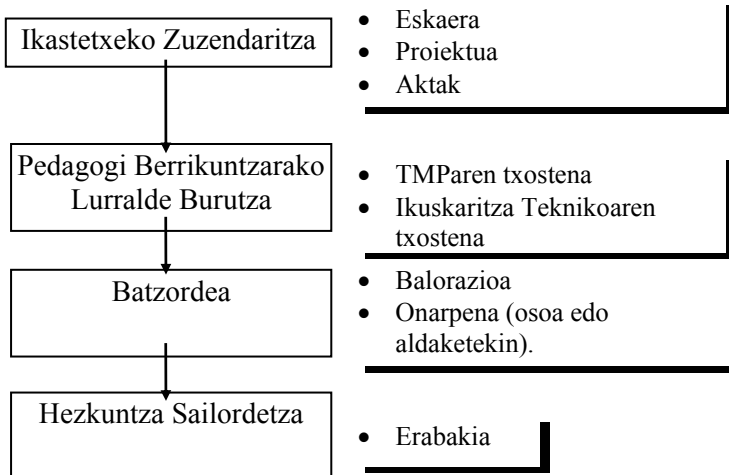 Ikastetxeko Zuzendaritza
• Eskaera
• Proiektua
• Aktak
Pedagogi Berrikuntzarako
Lurralde Burutza
• TMParen txostena
• Ikuskaritza Teknikoaren
txostena
Batzordea
• Balorazioa
• Onarpena (osoa edo
aldaketekin).
Hezkuntza Sailordetza
• Erabakia